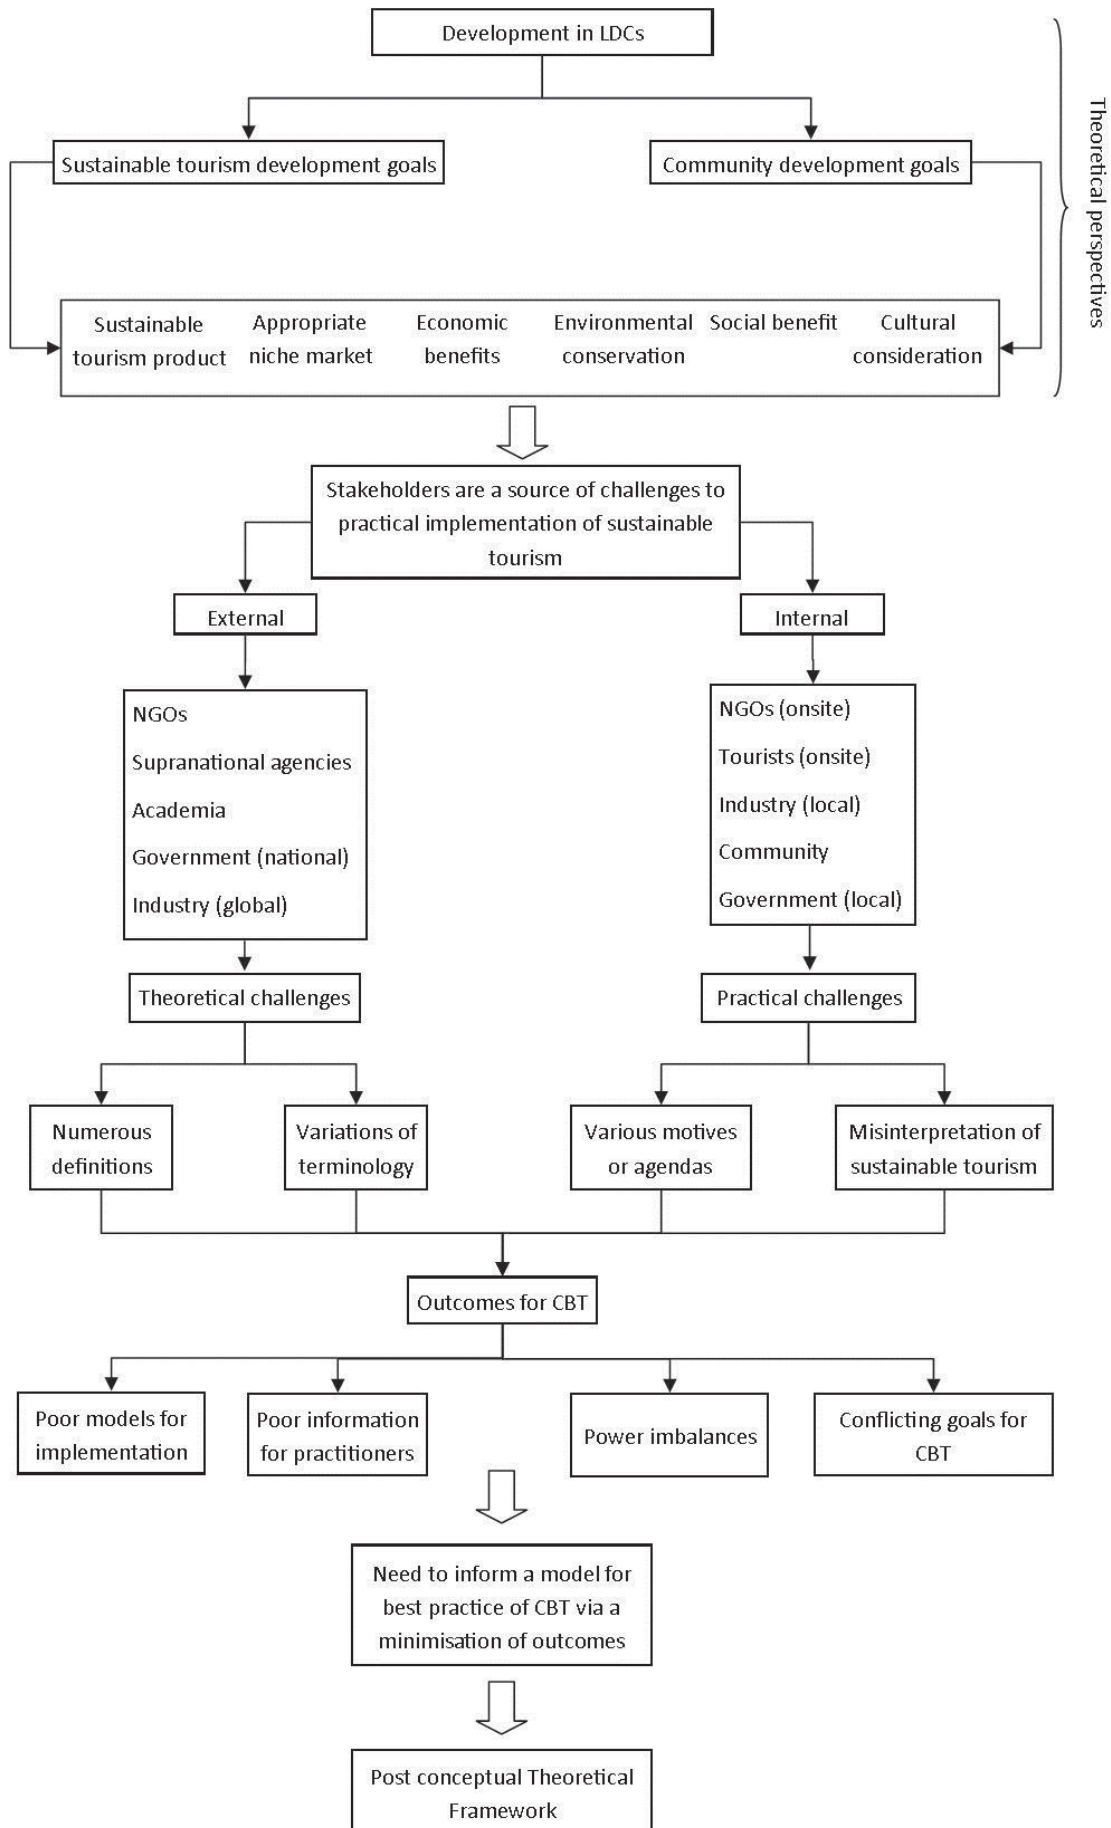 Development in LDCs
Theoretical perspectives
Sustainable tourism development goals
Community development goals
Sustainable
tourism product
Appropriate
niche market
Economic
benefits
Environmental
conservation
Social benefit
Cultural
consideration
Stakeholders are a source of challenges to
practical implementation of sustainable
tourism
External
Internal
NGOs
Supranational agencies
Academia
Government (national)
Industry (global)
NGOs (onsite)
Tourists (onsite)
Industry (local)
Community
Government (local)
Theoretical challenges
Practical challenges
Numerous
definitions
Variations of
terminology
Various motives
or agendas
Misinterpretation of
sustainable tourism
Outcomes for CBT
Poor models for
implementation
Poor information
for practitioners
Power imbalances
Conflicting goals for
CBT
Need to inform a model for
best practice of CBT via a
minimisation of outcomes
Post conceptual Theoretical
Framework